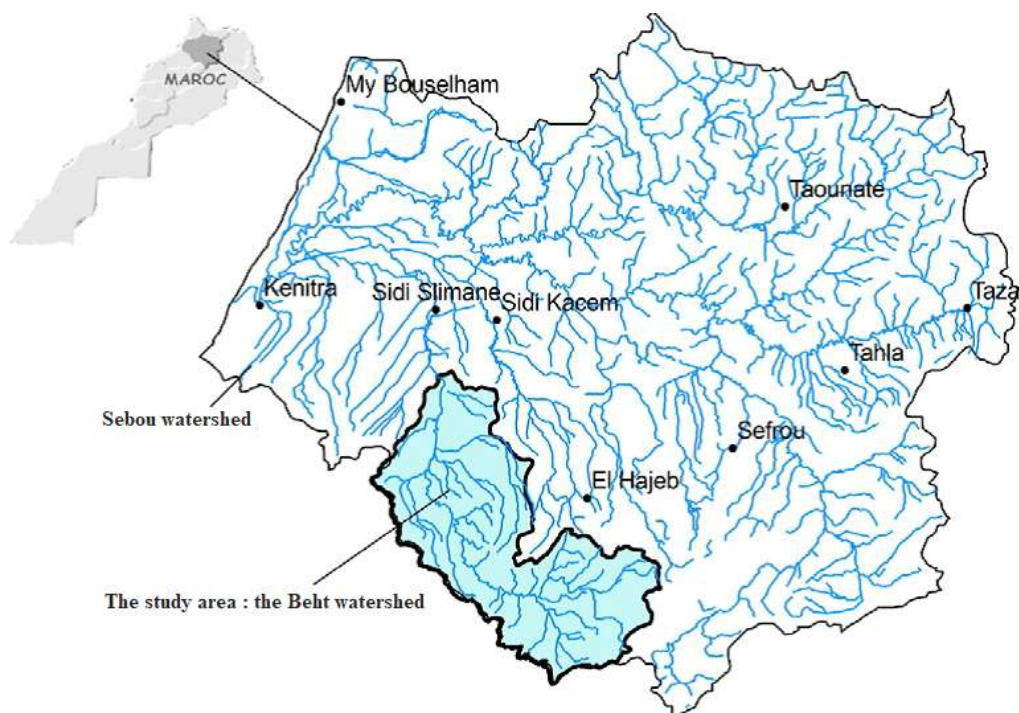 MAROC
My Bouselham
Taounate
Kenitra
Sidi Slimane
Sidi Kacem
Taza
Tahla
Sebou watershed
Sefrou
El Hajeb
The study area : the Beht watershed